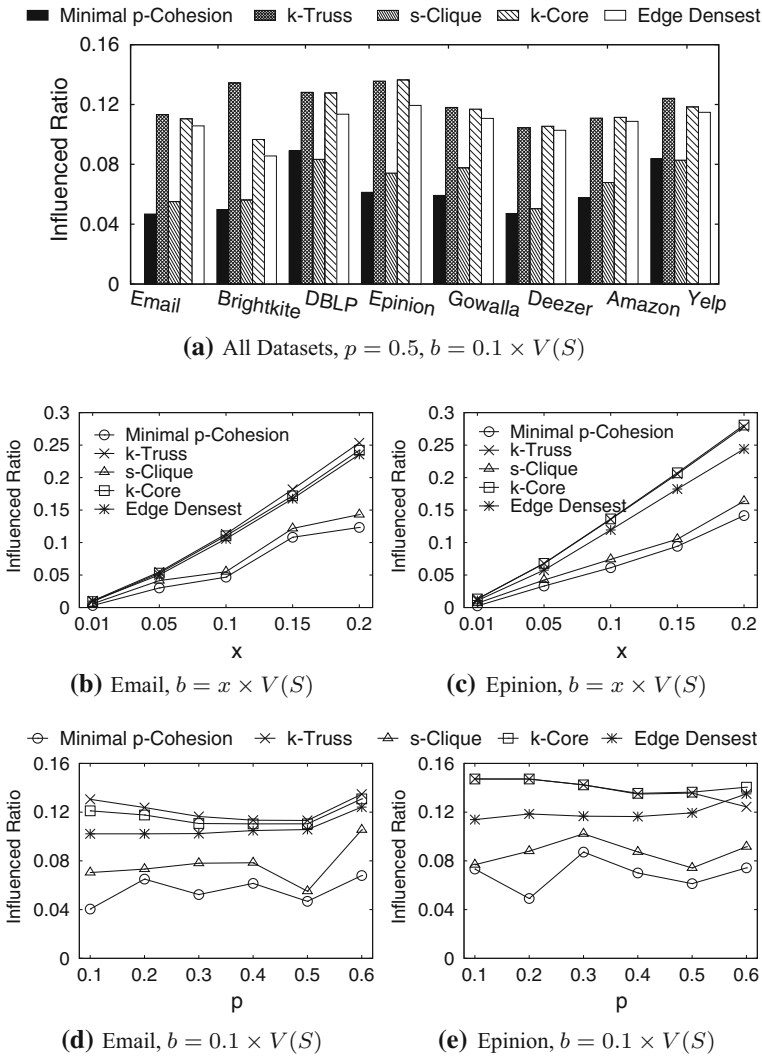 Minimal p-Cohesion k-Truss s-Clique k-Core Edge Densest
0.16
0.12
0.08
0.04
0
Influenced Ratio
Email Brightkite DBLP Epinion Gowalla Deezer Amazon Yelp
(a) All Datasets, p = 0.5, b = 0.1 × V(S)
0.3
0.25
0.2
0.15
0.1
0.05
0
Influenced Ratio
Minimal p-Cohesion
k-Truss
s-Clique
k-Core
Edge Densest
0.01 0.05 0.1 0.15 0.2
x
(b) Email, b = x × V(S)
0.3
0.25
0.2
0.15
0.1
0.05
0
Influenced Ratio
Minimal p-Cohesion
k-Truss
s-Clique
k-Core
Edge Densest
0.01 0.05 0.1 0.15 0.2
x
(c) Epinion, b = x × V(S)
Minimal p-Cohesion k-Truss s-Clique k-Core Edge Densest
0.16
0.12
0.08
0.04
0
Influenced Ratio
0.1 0.2 0.3 0.4 0.5 0.6
p
(d) Email, b = 0.1 × V(S)
0.16
0.12
0.08
0.04
0
Influenced Ratio
0.1 0.2 0.3 0.4 0.5 0.6
p
(e) Epinion, b = 0.1 × V(S)